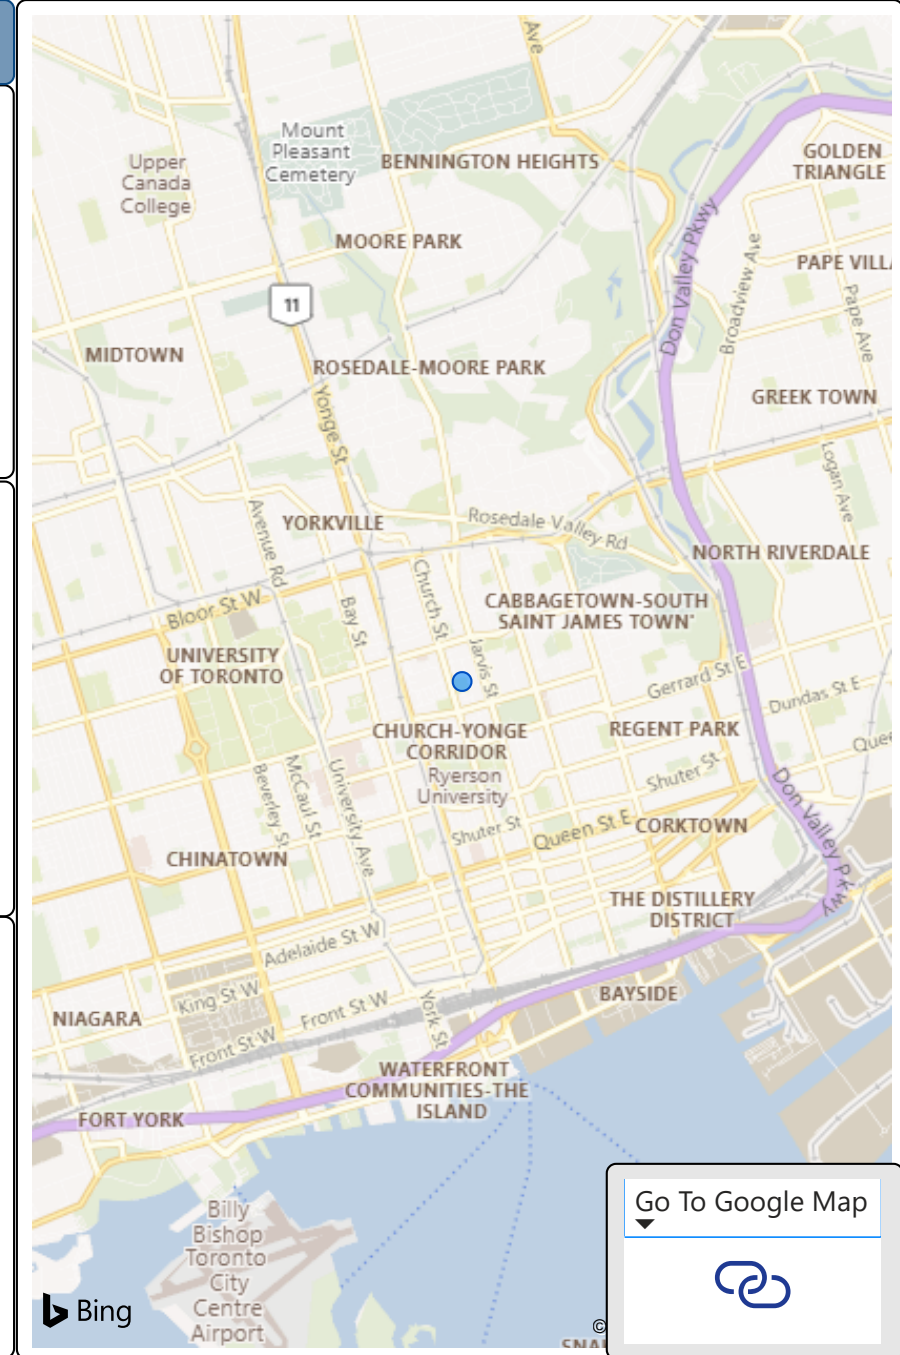 Ave
Mount
Pleasant
Cemetery
Upper
Canada
College
BENNINGTON HEIGHTS
GOLDEN
TRIANGLE
MOORE PARK
Don Valley Pkwy
Broadview Ave
PAPE VILLA
Pape Ave
11
MIDTOWN
ROSEDALE-MOORE PARK
GREEK TOWN
Yonge St
Logan Ave
Avenue Rd
YORKVILLE
Rosedale Valley Rd
NORTH RIVERDALE
Church St
Bloor St W
Bay St
CABBAGETOWN-SOUTH
SAINT JAMES TOWN
UNIVERSITY
OF TORONTO
Jarvis St
Gerrard St E
Dundas St E
CHURCH-YONGE
CORRIDOR
REGENT PARK
Quee
Ryerson
University
Beverley St
McCaul St
University Ave
Shuter St
Don Valley Pkwy
Shuter St
Queen St E
CORKTOWN
CHINATOWN
THE DISTILLERY
DISTRICT
Adelaide St W
King St W
Front St W
York St
BAYSIDE
NIAGARA
Front St W
WATERFRONT
COMMUNITIES-THE
ISLAND
FORT YORK
Billy
Bishop
Toronto
City
Centre
Airport
Go To Google Map
Bing
©